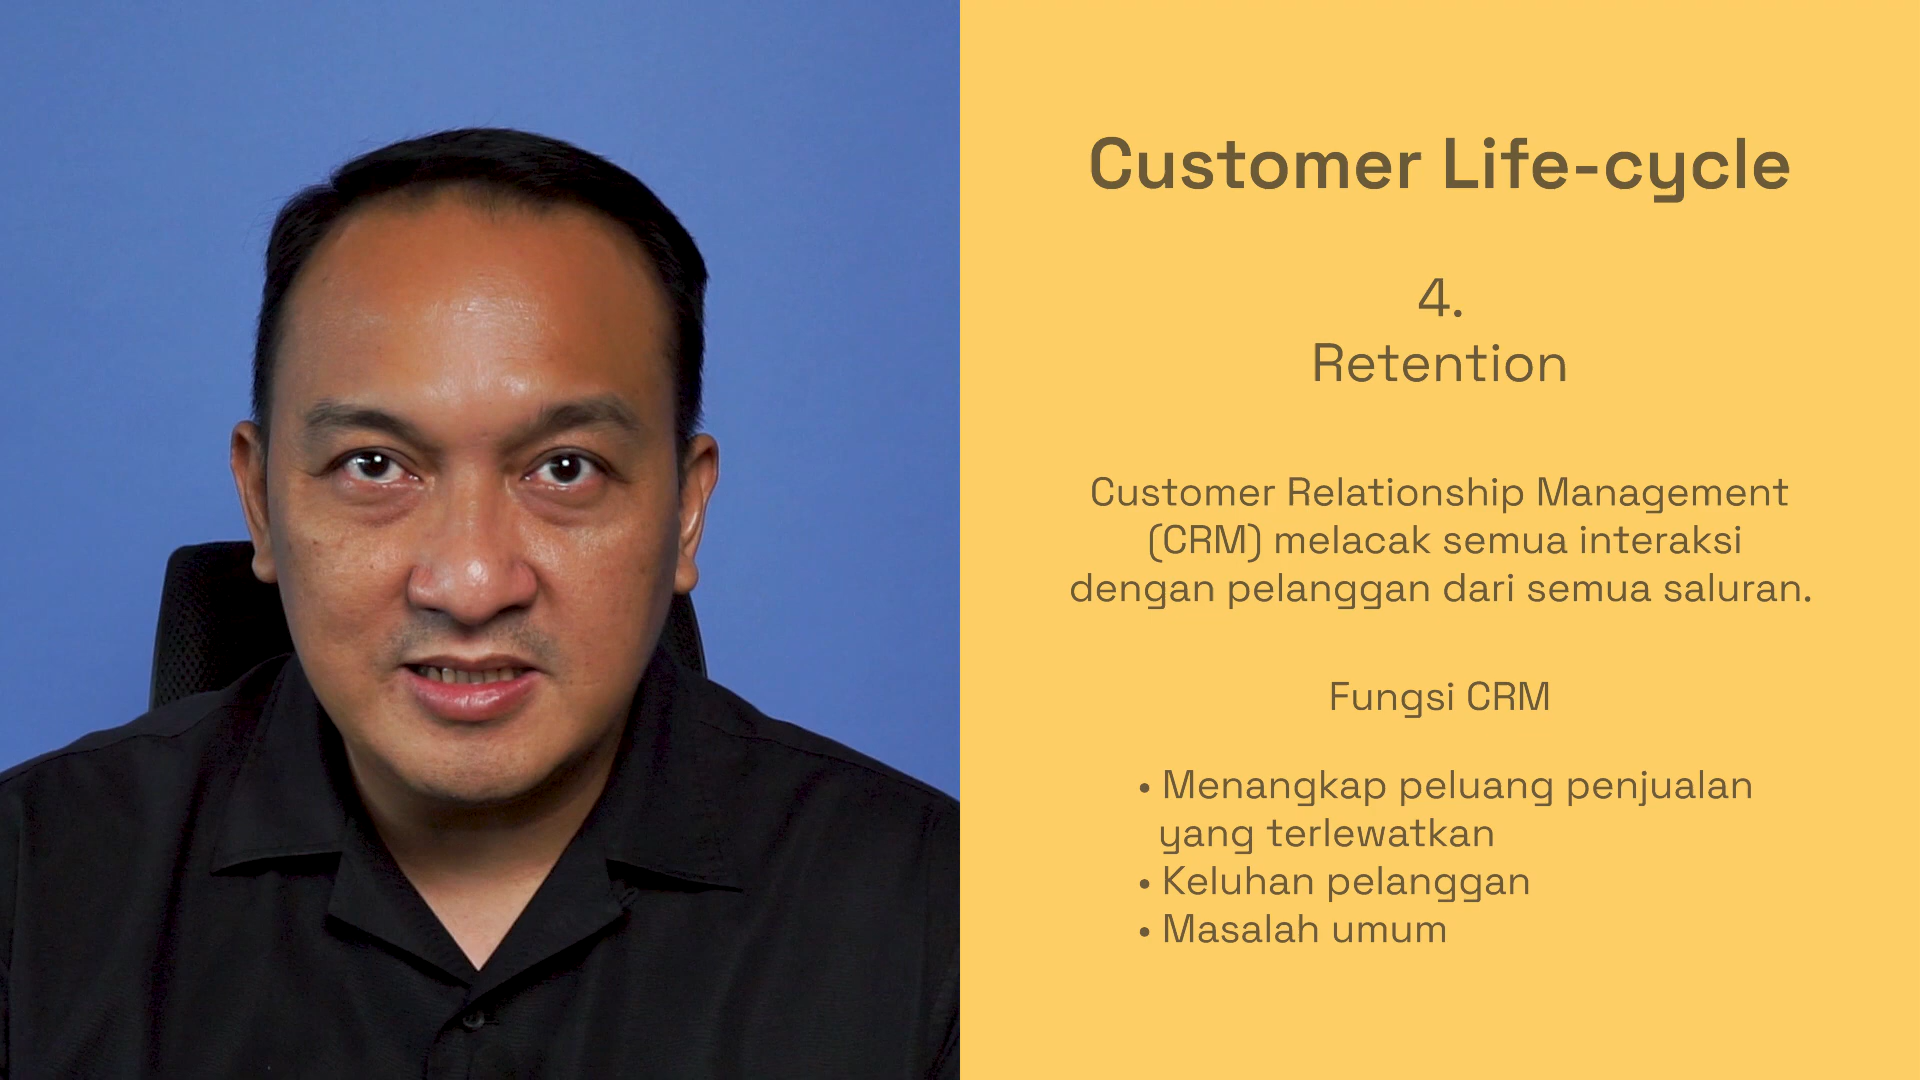 Customer Life-cycle
4.
Retention
Customer Relationship Management
(CRM) melacak semua interaksi
dengan pelanggan dari semua saluran.
Fungsi CRM
• Menangkap peluang penjualan
yang terlewatkan
• Keluhan pelanggan
• Masalah umum